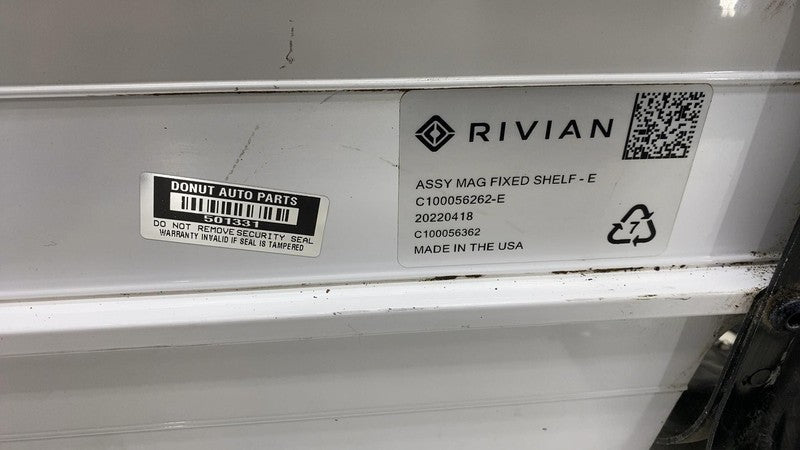 DONUT AUTO PARTS
501331
DO NOT REMOVE SECURITY SEAL
WARRANTY INVALID IF SEAL IS TAMPERED
RIVIAN
ASSY MAG FIXED SHELF - E
C100056262-E
20220418
C100056362
MADE IN THE USA
7